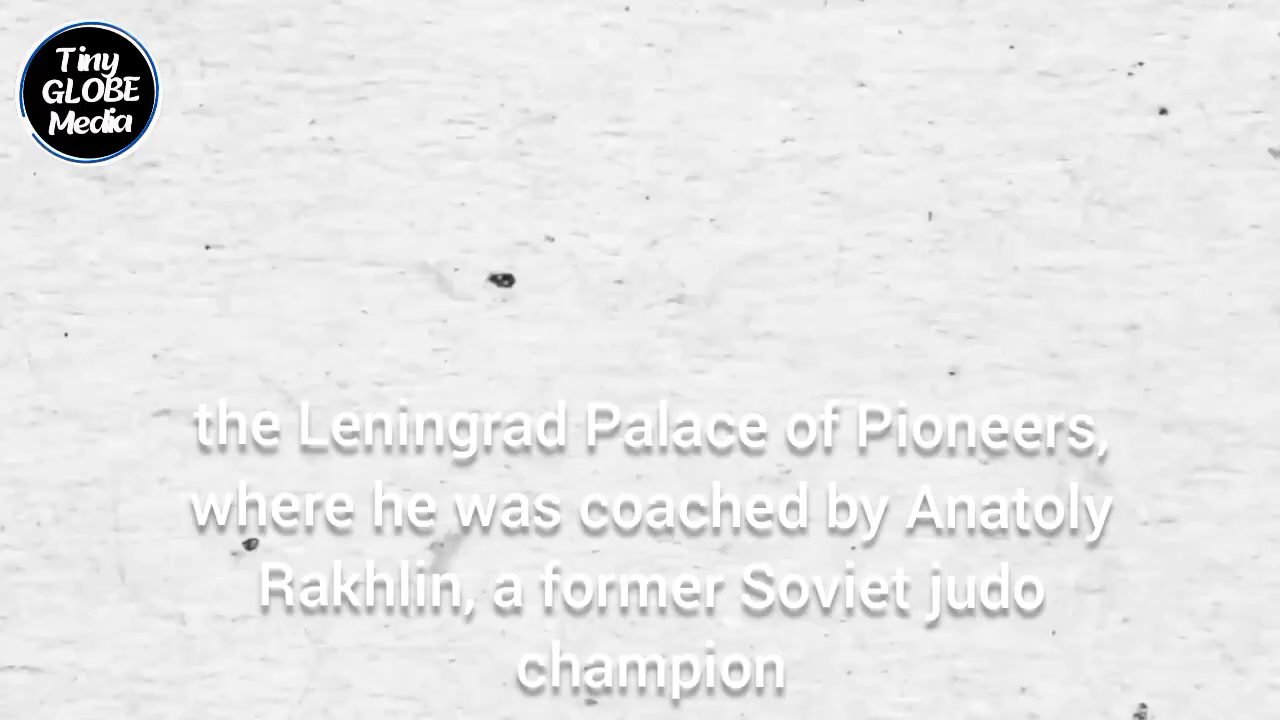 Tiny
GLOBE
Media
the Leningrad Palace of Pioneers,
where he was coached by Anatoly
Rakhlin, a former Soviet judo
champion